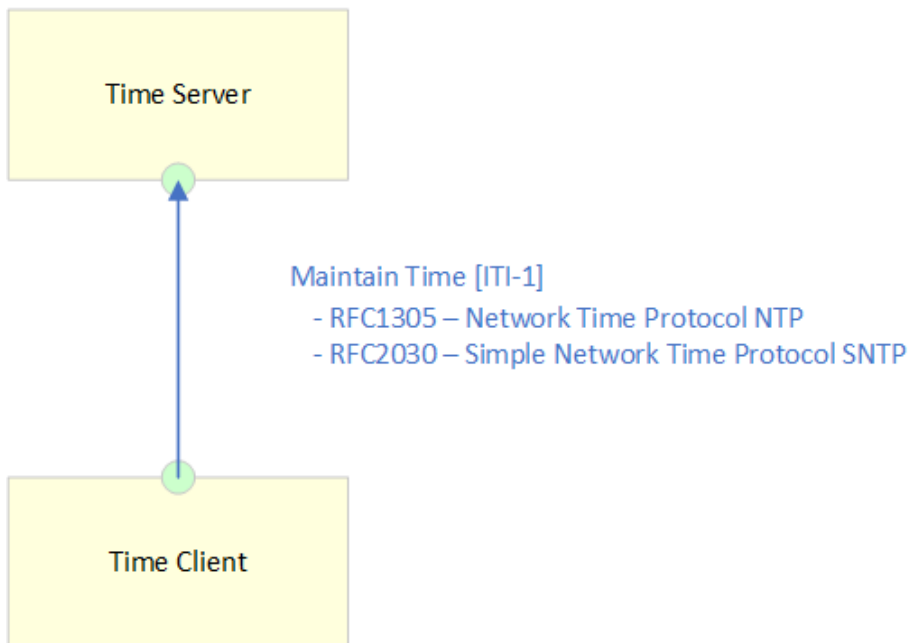 Time Server
Maintain Time [ITI-1]
- RFC1305 – Network Time Protocol NTP
- RFC2030 – Simple Network Time Protocol SNTP
Time Client